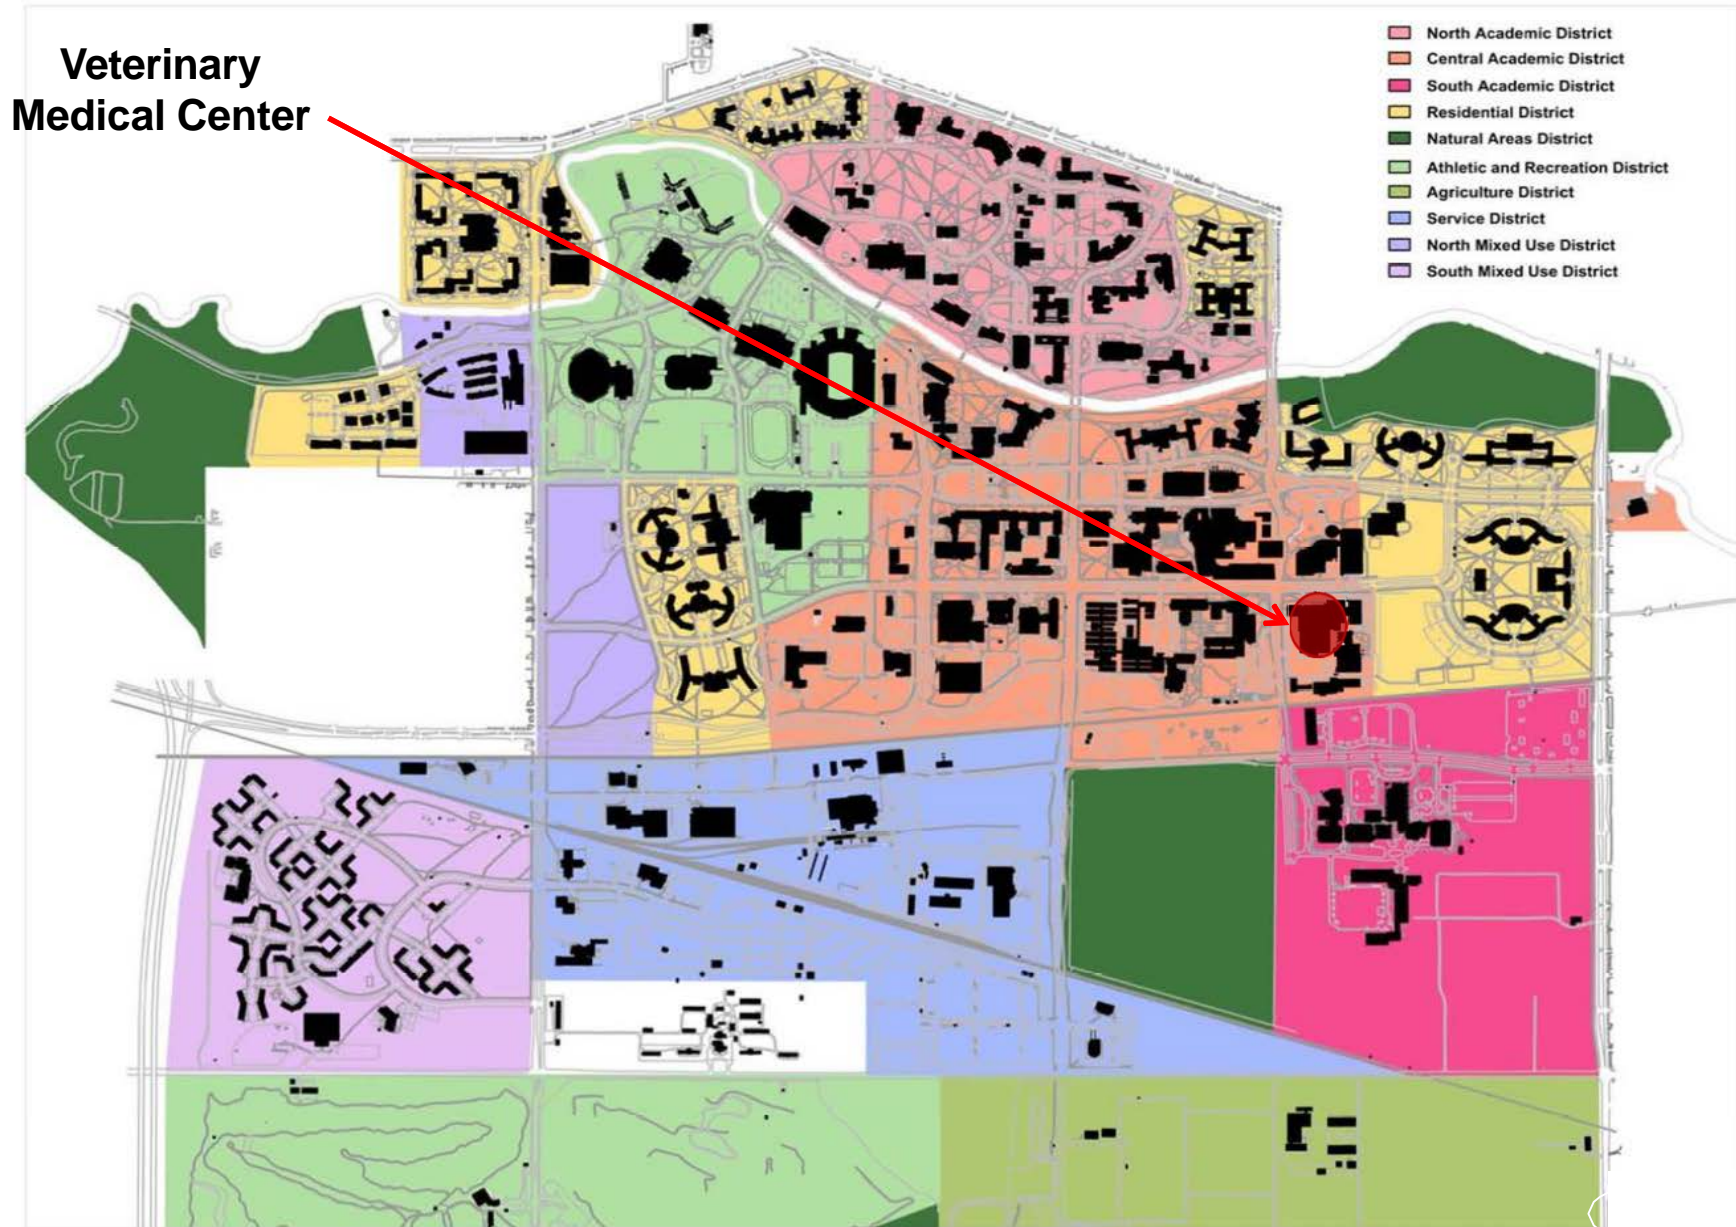 Veterinary
Medical Center
North Academic District
Central Academic District
South Academic District
Residential District
Natural Areas District
Athletic and Recreation District
Agriculture District
Service District
North Mixed Use District
South Mixed Use District